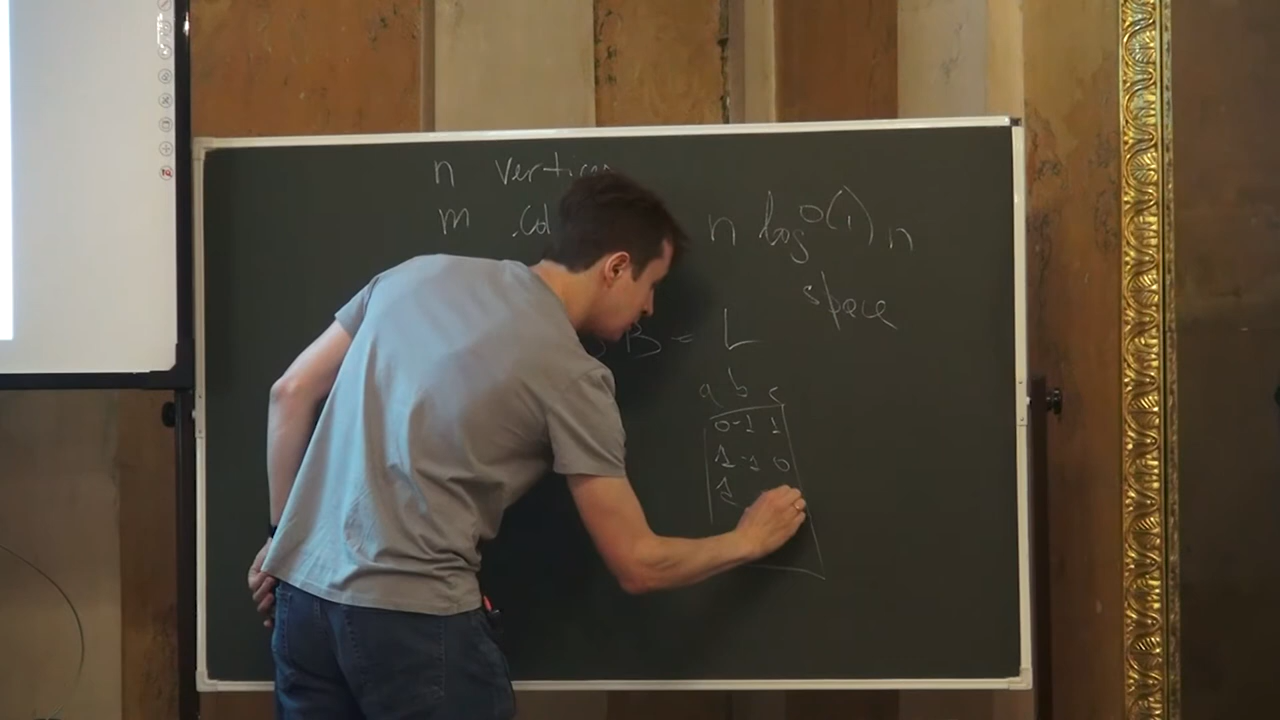 n vertices
m
n log^O(1) n
space
B = L
a b c
0 -1 1
1 -1 0
1